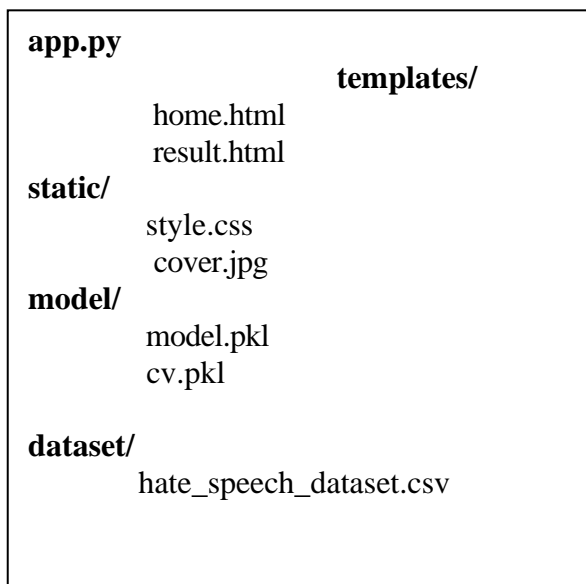 app.py
templates/
home.html
result.html
static/
style.css
cover.jpg
model/
model.pkl
cv.pkl
dataset/
hate_speech_dataset.csv